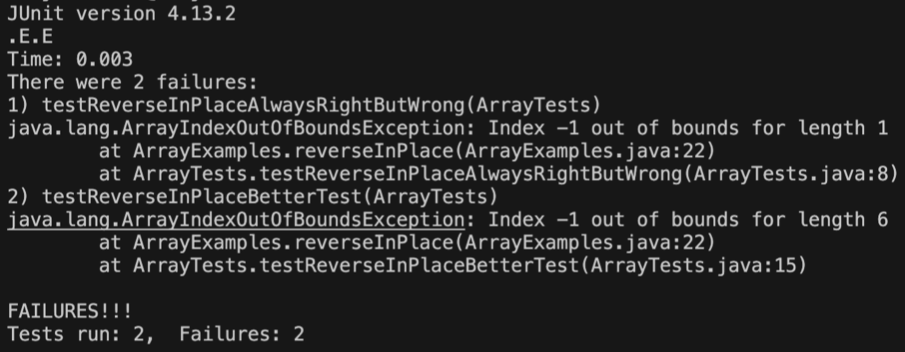 JUnit version 4.13.2
.E.E
Time: 0.003
There were 2 failures:
1) testReverseInPlaceAlwaysRightButWrong(ArrayTests)
java.lang.ArrayIndexOutOfBoundsException: Index -1 out of bounds for length 1
        at ArrayExamples.reverseInPlace(ArrayExamples.java:22)
        at ArrayTests.testReverseInPlaceAlwaysRightButWrong(ArrayTests.java:8)
2) testReverseInPlaceBetterTest(ArrayTests)
java.lang.ArrayIndexOutOfBoundsException: Index -1 out of bounds for length 6
        at ArrayExamples.reverseInPlace(ArrayExamples.java:22)
        at ArrayTests.testReverseInPlaceBetterTest(ArrayTests.java:15)
FAILURES!!!
Tests run: 2,  Failures: 2